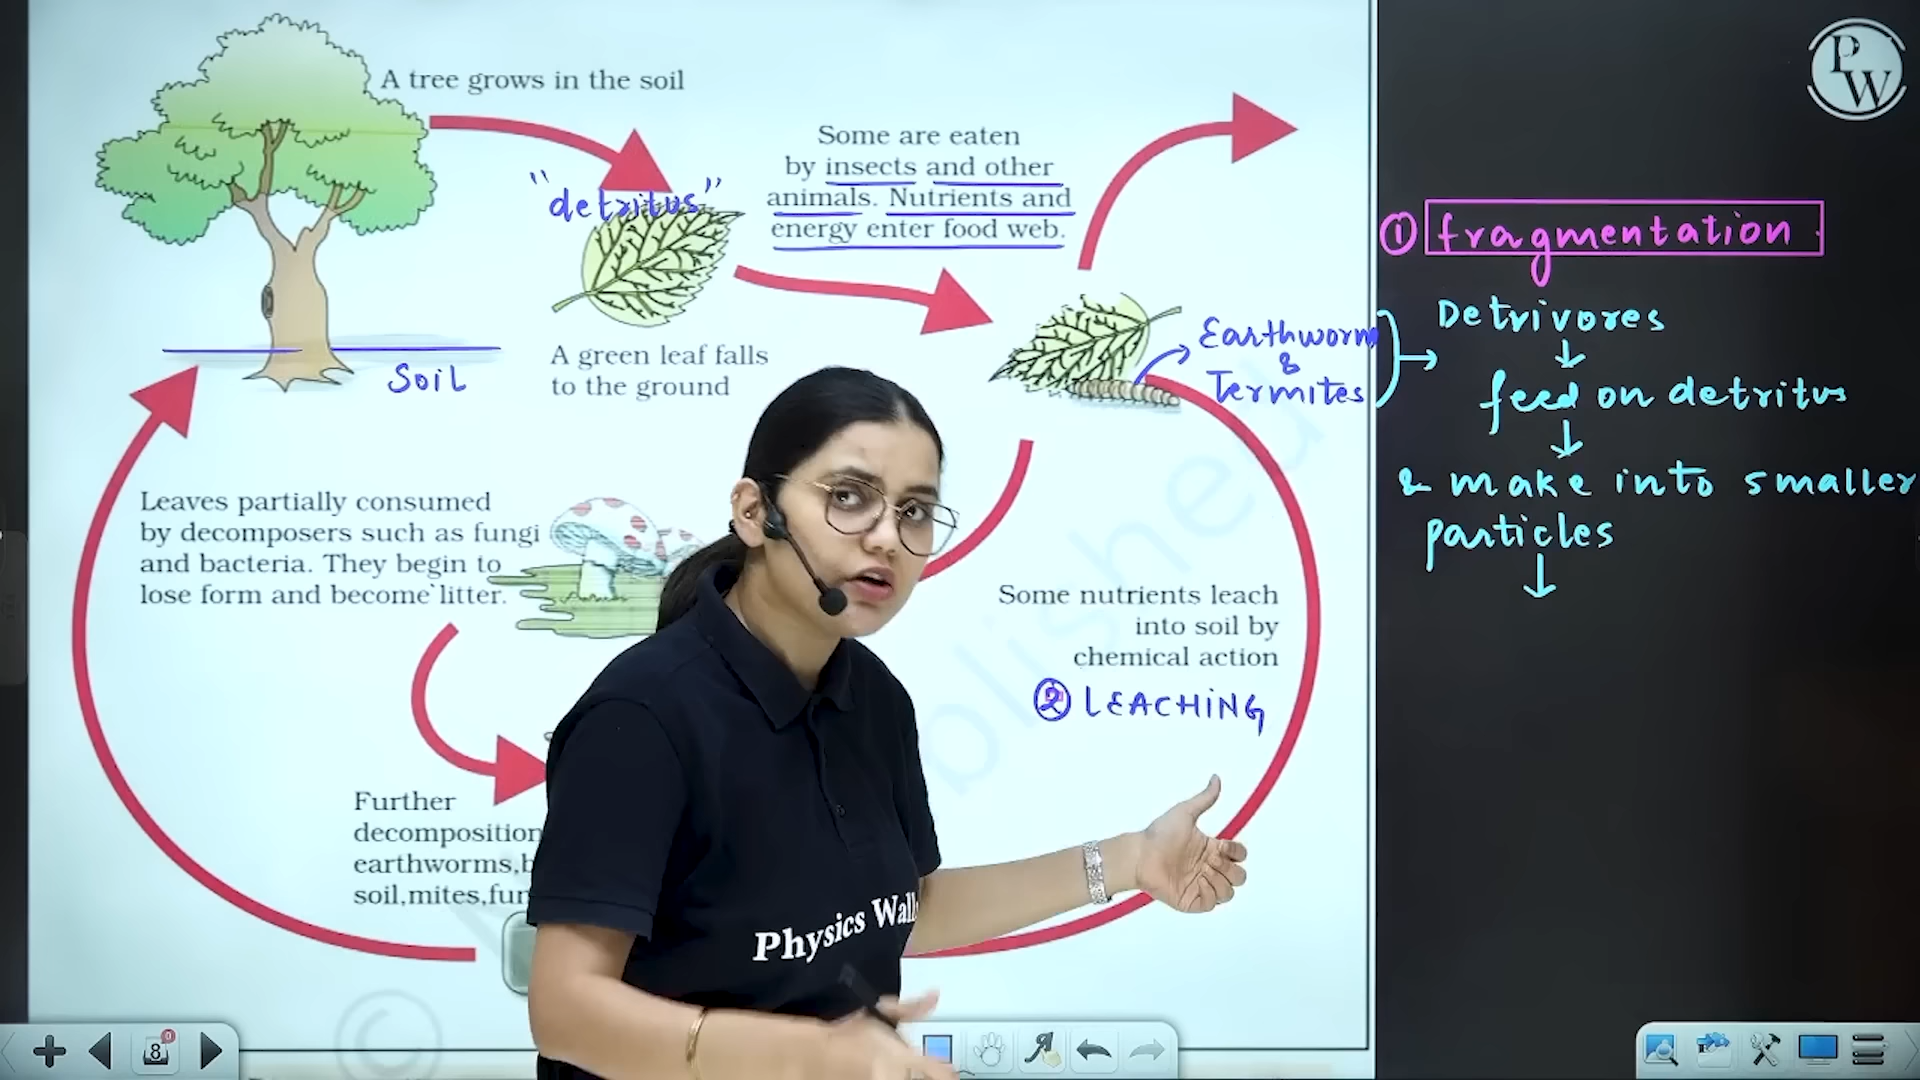 A tree grows in the soil
"detritus"
Some are eaten
by insects and other
animals. Nutrients and
energy enter food web.
PW
① fragmentation
Detrivores
↓
feed on detritus
↓
& make into smaller
particles
↓
Earthworm
&
Termites
Soil
A green leaf falls
to the ground
Leaves partially consumed
by decomposers such as fungi
and bacteria. They begin to
lose form and become litter.
Some nutrients leach
into soil by
chemical action
② LEACHING
Further
decomposition
earthworms,b
soil,mites,fun
Physics Wall
8
©
blishe